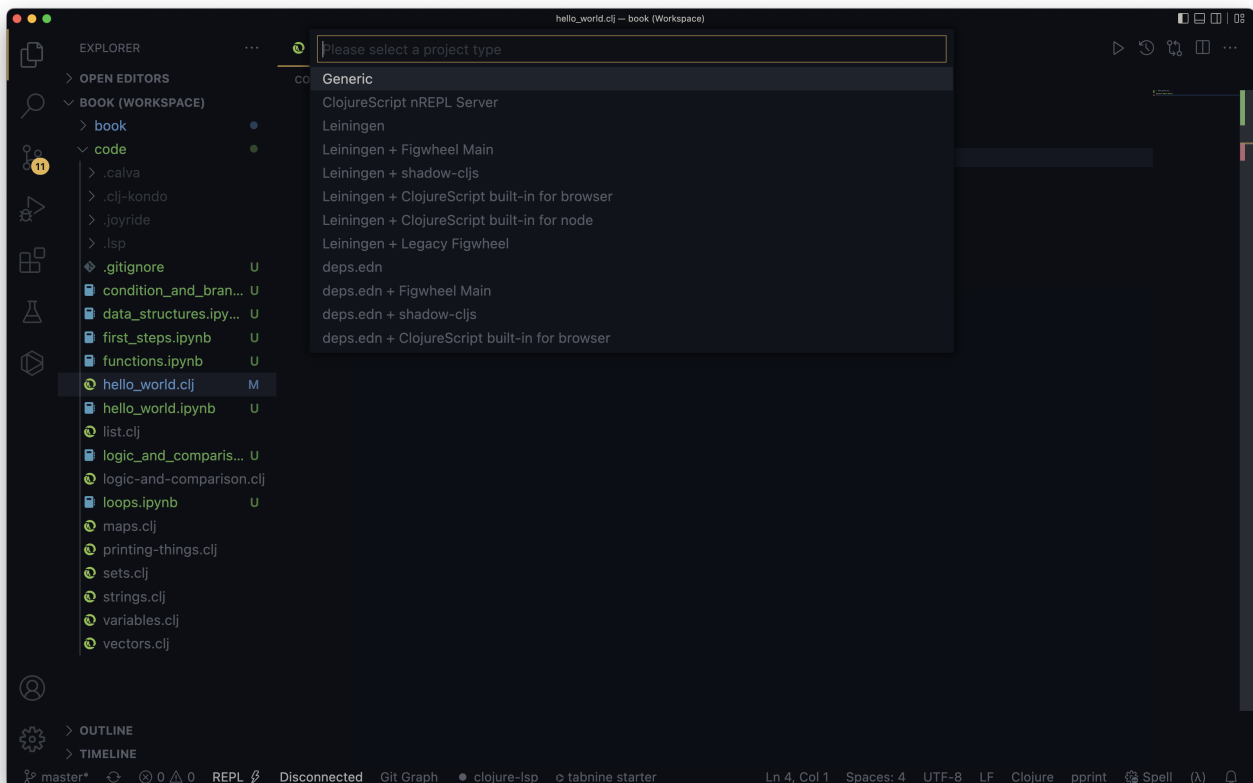 hello_world.clj — book (Workspace)
EXPLORER
Please select a project type
OPEN EDITORS
CO
Generic
BOOK (WORKSPACE)
ClojureScript nREPL Server
book
Leiningen
code
Leiningen + Figwheel Main
11
.calva
Leiningen + shadow-cljs
.clj-kondo
Leiningen + ClojureScript built-in for browser
.joyride
Leiningen + ClojureScript built-in for node
.lsp
Leiningen + Legacy Figwheel
.gitignore U
deps.edn
condition_and_bran... U
deps.edn + Figwheel Main
data_structures.ipy... U
deps.edn + shadow-cljs
first_steps.ipynb U
deps.edn + ClojureScript built-in for browser
functions.ipynb U
hello_world.clj M
hello_world.ipynb U
list.clj
logic_and_comparis... U
logic-and-comparison.clj
loops.ipynb U
maps.clj
printing-things.clj
sets.clj
strings.clj
variables.clj
vectors.clj
OUTLINE
TIMELINE
master* 0 0 REPL Disconnected Git Graph clojure-lsp tabnine starter Ln 4, Col 1 Spaces: 4 UTF-8 LF Clojure pprint Spell (λ)